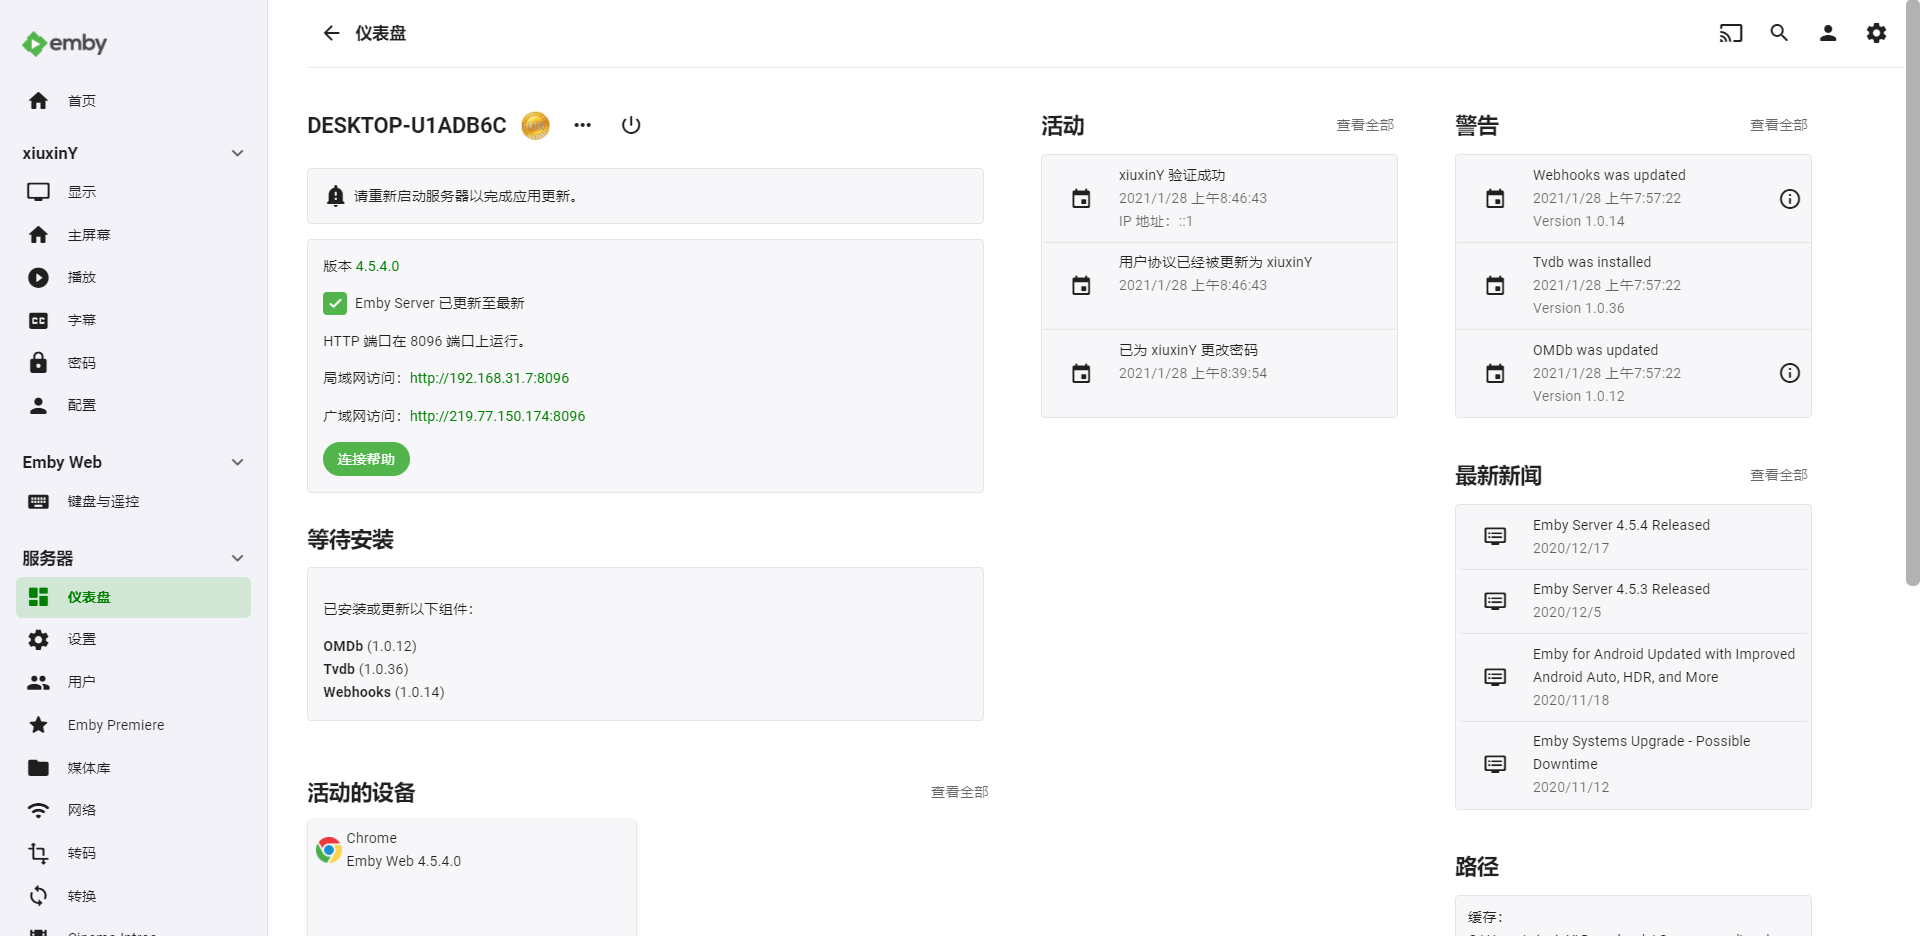 emby
首页
xiuxinY
显示
主屏幕
播放
字幕
密码
配置
Emby Web
键盘与遥控
服务器
仪表盘
设置
用户
Emby Premiere
媒体库
网络
转码
转换
仪表盘
DESKTOP-U1ADB6C
请重新启动服务器以完成应用更新。
版本 4.5.4.0
Emby Server 已更新至最新
HTTP 端口在 8096 端口上运行。
局域网访问：http://192.168.31.7:8096
广域网访问：http://219.77.150.174:8096
连接帮助
等待安装
已安装或更新以下组件：
OMDb (1.0.12)
Tvdb (1.0.36)
Webhooks (1.0.14)
活动的设备 查看全部
Chrome
Emby Web 4.5.4.0
活动 查看全部
xiuxinY 验证成功
2021/1/28 上午8:46:43
IP 地址：::1
用户协议已经被更新为 xiuxinY
2021/1/28 上午8:46:43
已为 xiuxinY 更改密码
2021/1/28 上午8:39:54
警告 查看全部
Webhooks was updated
2021/1/28 上午7:57:22
Version 1.0.14
Tvdb was installed
2021/1/28 上午7:57:22
Version 1.0.36
OMDb was updated
2021/1/28 上午7:57:22
Version 1.0.12
最新新闻 查看全部
Emby Server 4.5.4 Released
2020/12/17
Emby Server 4.5.3 Released
2020/12/5
Emby for Android Updated with Improved
Android Auto, HDR, and More
2020/11/18
Emby Systems Upgrade - Possible
Downtime
2020/11/12
路径
缓存：